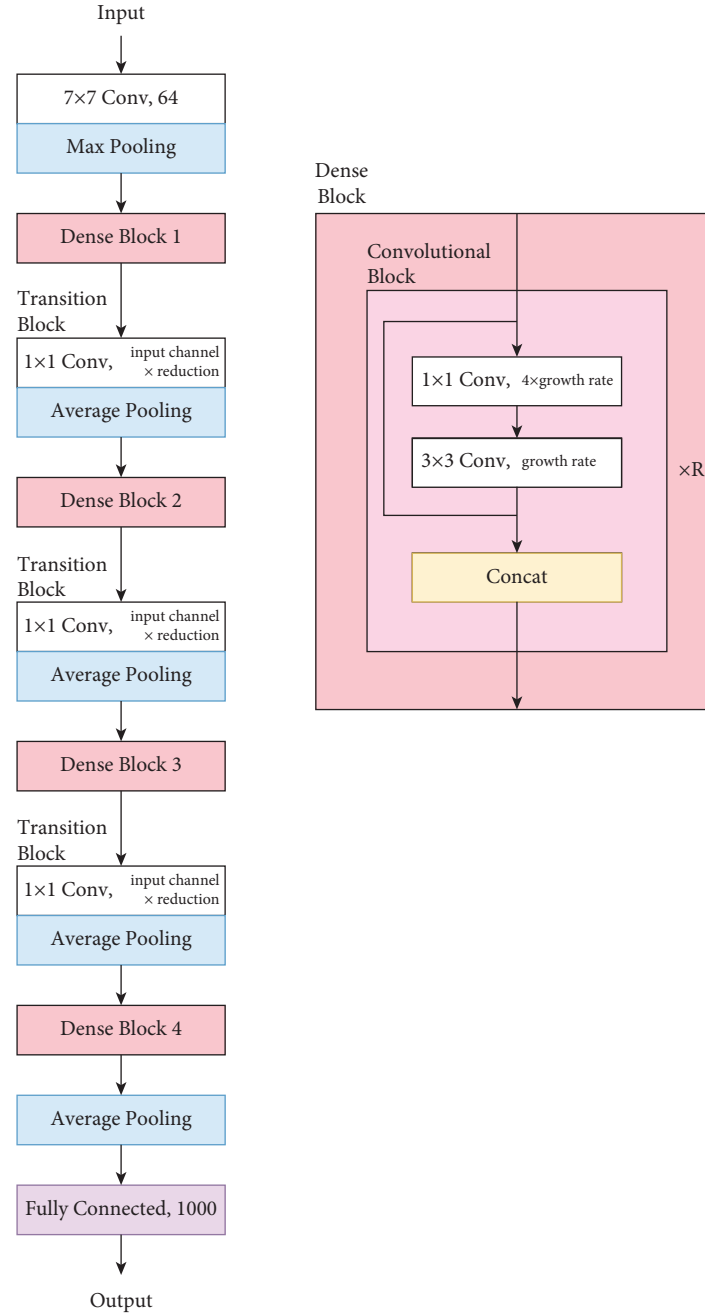 Input
7×7 Conv, 64
Max Pooling
Dense Block 1
Transition
Block
1×1 Conv, input channel
× reduction
Average Pooling
Dense Block 2
Transition
Block
1×1 Conv, input channel
× reduction
Average Pooling
Dense Block 3
Transition
Block
1×1 Conv, input channel
× reduction
Average Pooling
Dense Block 4
Average Pooling
Fully Connected, 1000
Output
Dense
Block
Convolutional
Block
1×1 Conv, 4×growth rate
3×3 Conv, growth rate
Concat
×R